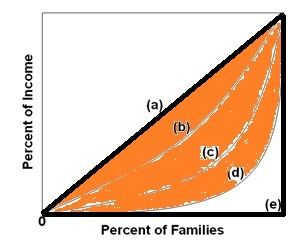 Percent of Income
(a)
(b)
(c)
(d)
(e)
0
Percent of Families